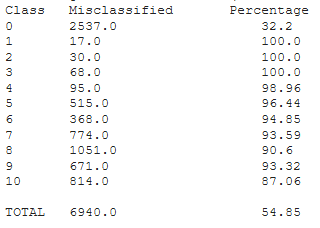 Class Misclassified Percentage
0 2537.0 32.2
1 17.0 100.0
2 30.0 100.0
3 68.0 100.0
4 95.0 98.96
5 515.0 96.44
6 368.0 94.85
7 774.0 93.59
8 1051.0 90.6
9 671.0 93.32
10 814.0 87.06
TOTAL 6940.0 54.85